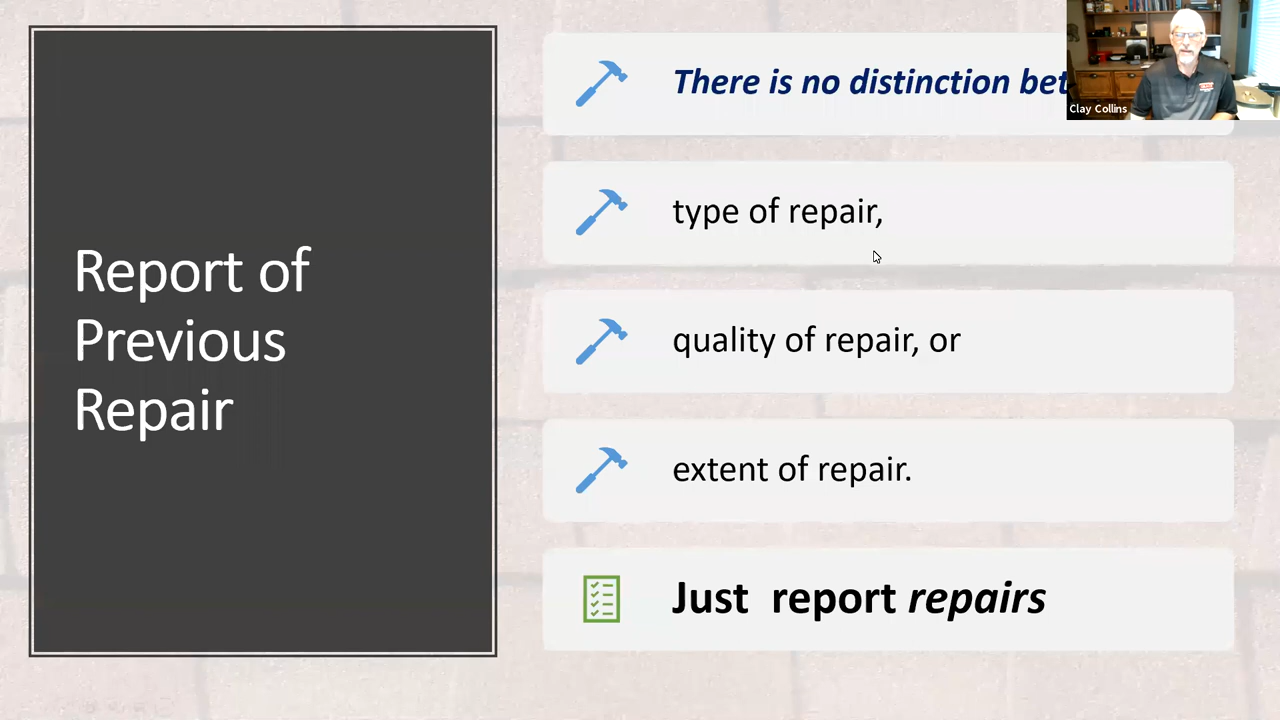 Report of
Previous
Repair
There is no distinction
type of repair,
quality of repair, or
extent of repair.
Just report repairs
Clay Collins